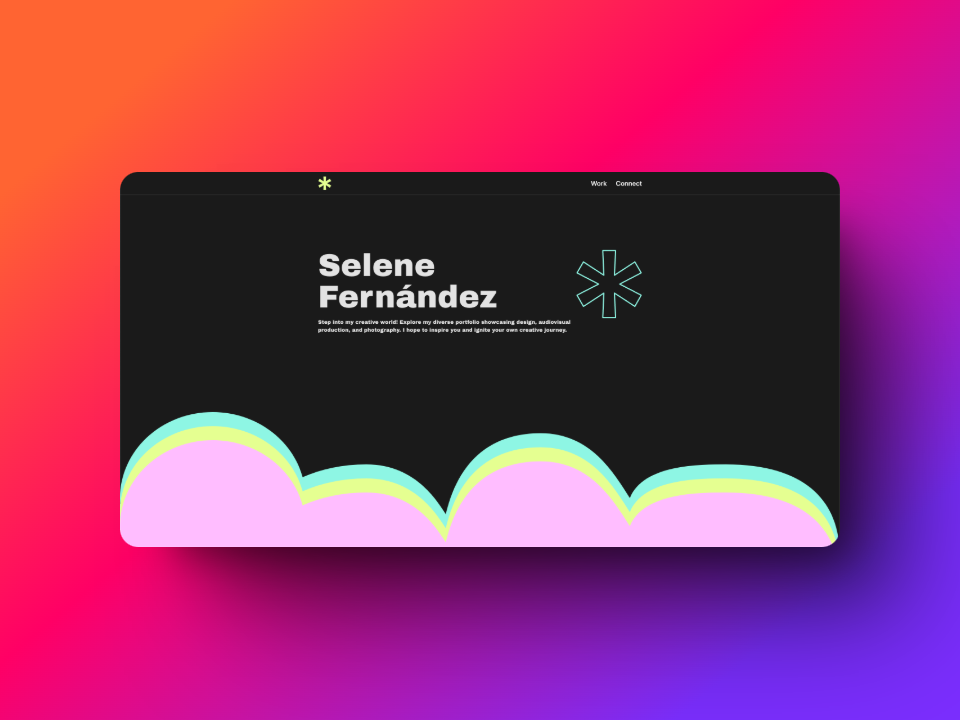 Work Connect
Selene
Fernández
Step into my creative world! Explore my diverse portfolio showcasing design, audiovisual
production, and photography. I hope to inspire you and ignite your own creative journey.